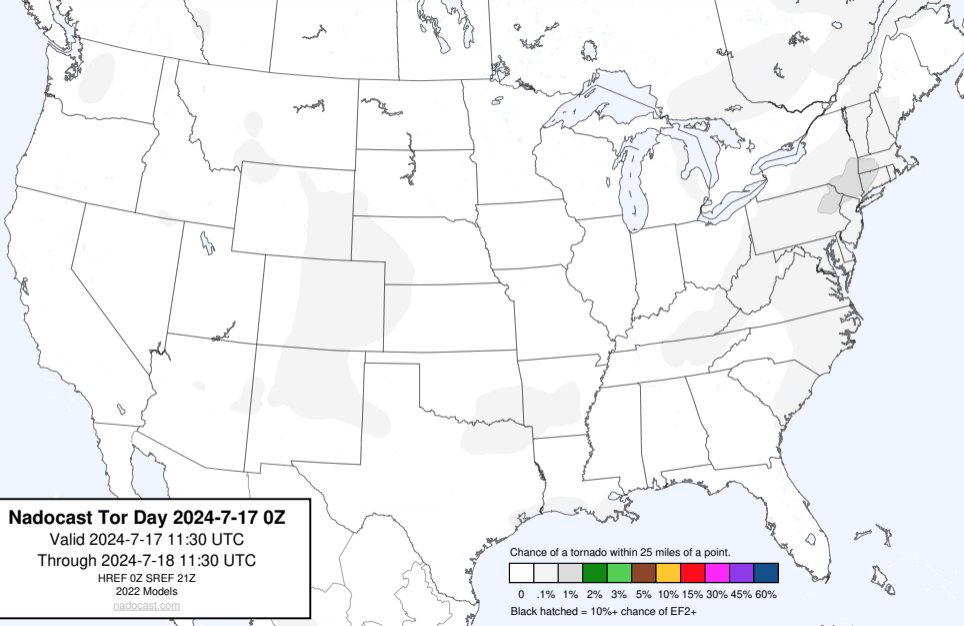 Nadocast Tor Day 2024-7-17 0Z
Valid 2024-7-17 11:30 UTC
Through 2024-7-18 11:30 UTC
HREF 0Z SREF 21Z
2022 Models
nadocast.com
Chance of a tornado within 25 miles of a point.
0 .1% 1% 2% 3% 5% 10% 15% 30% 45% 60%
Black hatched = 10%+ chance of EF2+